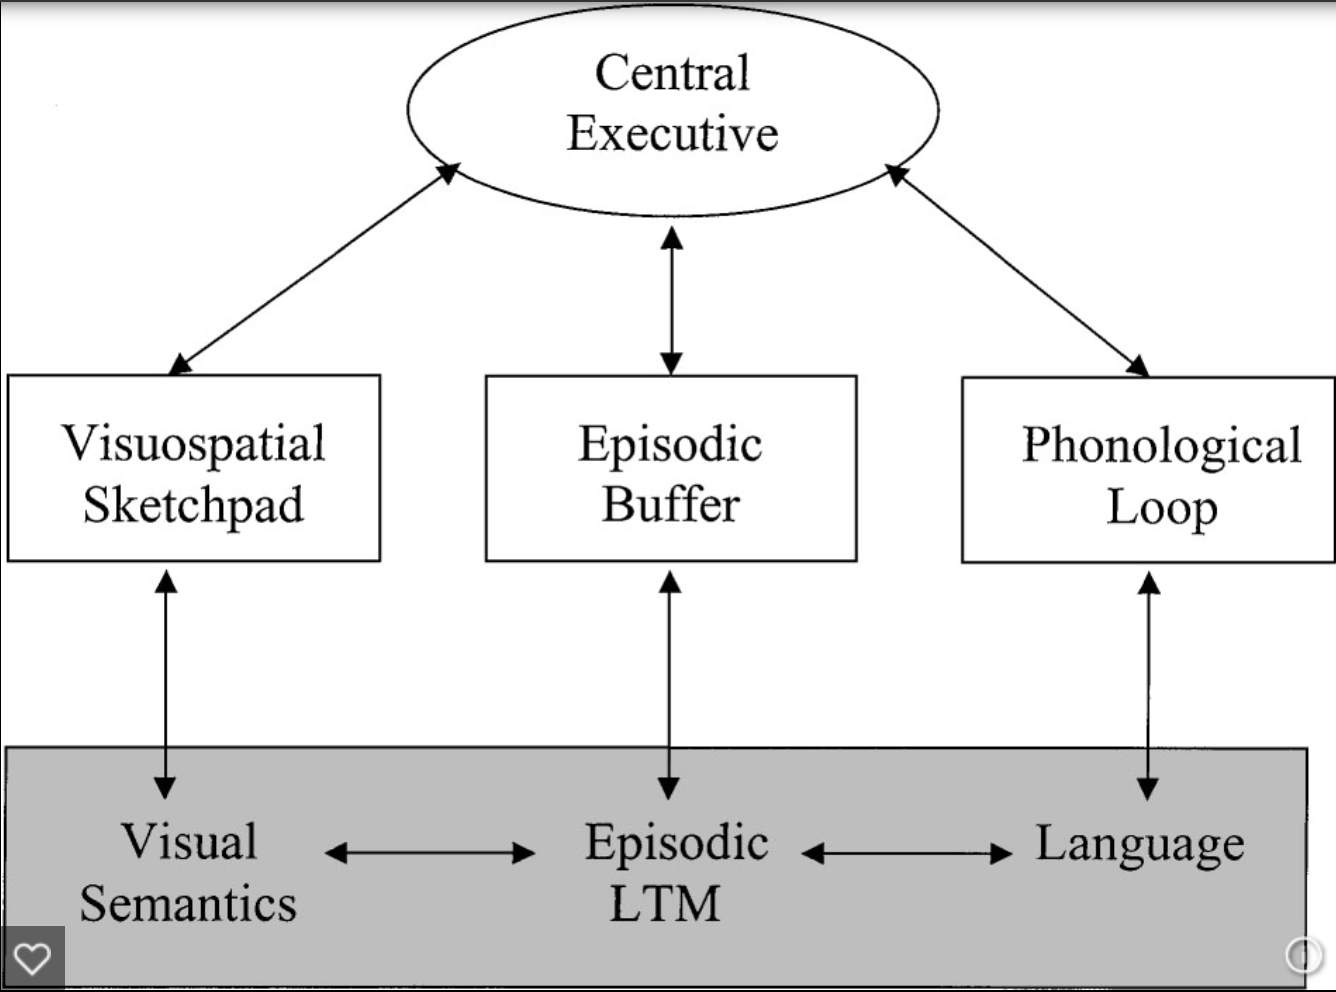 Central
Executive
Visuospatial
Sketchpad
Episodic
Buffer
Phonological
Loop
Visual
Semantics
Episodic
LTM
Language